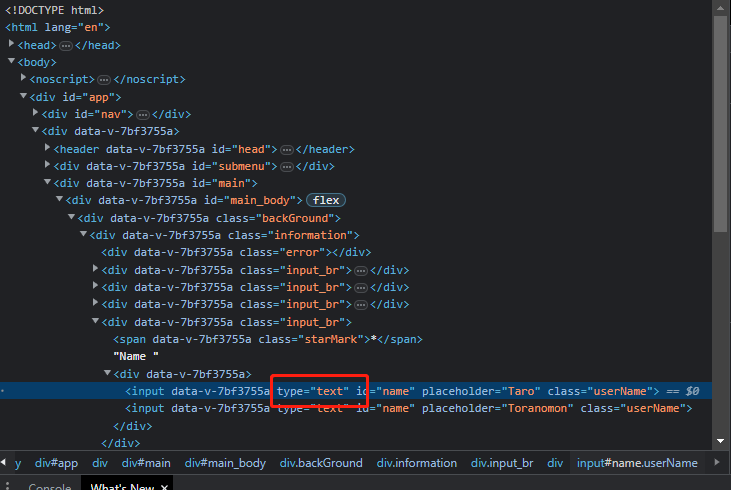 <!DOCTYPE html>
<html lang="en">
<head>…</head>
<body>
<noscript>…</noscript>
<div id="app">
<div id="nav">…</div>
<div data-v-7bf3755a>
<header data-v-7bf3755a id="head">…</header>
<div data-v-7bf3755a id="submenu">…</div>
<div data-v-7bf3755a id="main">
<div data-v-7bf3755a id="main_body"> flex
<div data-v-7bf3755a class="backGround">
<div data-v-7bf3755a class="information">
<div data-v-7bf3755a class="error"></div>
<div data-v-7bf3755a class="input_br">…</div>
<div data-v-7bf3755a class="input_br">…</div>
<div data-v-7bf3755a class="input_br">…</div>
<div data-v-7bf3755a class="input_br">
<span data-v-7bf3755a class="starMark">*</span>
"Name "
<div data-v-7bf3755a>
<input data-v-7bf3755a type="text" id="name" placeholder="Taro" class="userName"> == $0
<input data-v-7bf3755a type="text" id="name" placeholder="Toranomon" class="userName">
</div>
</div>
y div#app div div#main div#main_body div.backGround div.information div.input_br div input#name.userName
Console What's New ×